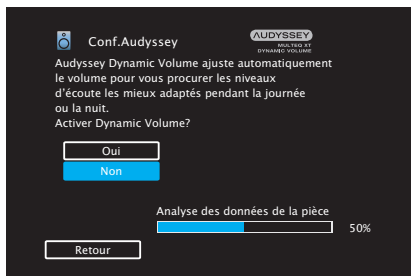 Conf.Audyssey
AUDYSSEY
MULTEQ XT
DYNAMIC VOLUME
Audyssey Dynamic Volume ajuste automatiquement
le volume pour vous procurer les niveaux
d'écoute les mieux adaptés pendant la journée
ou la nuit.
Activer Dynamic Volume?
Oui
Non
Analyse des données de la pièce
50%
Retour